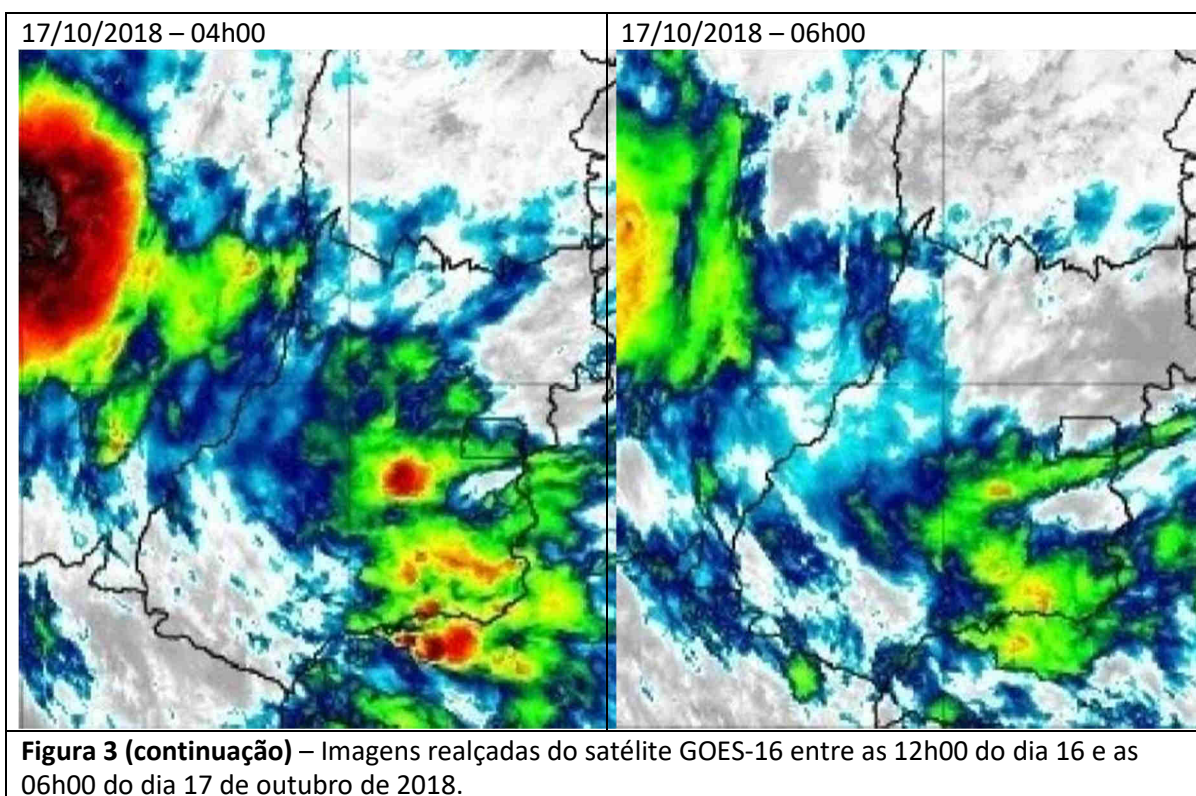 17/10/2018 – 04h00
17/10/2018 – 06h00
Figura 3 (continuação) – Imagens realçadas do satélite GOES-16 entre as 12h00 do dia 16 e as
06h00 do dia 17 de outubro de 2018.